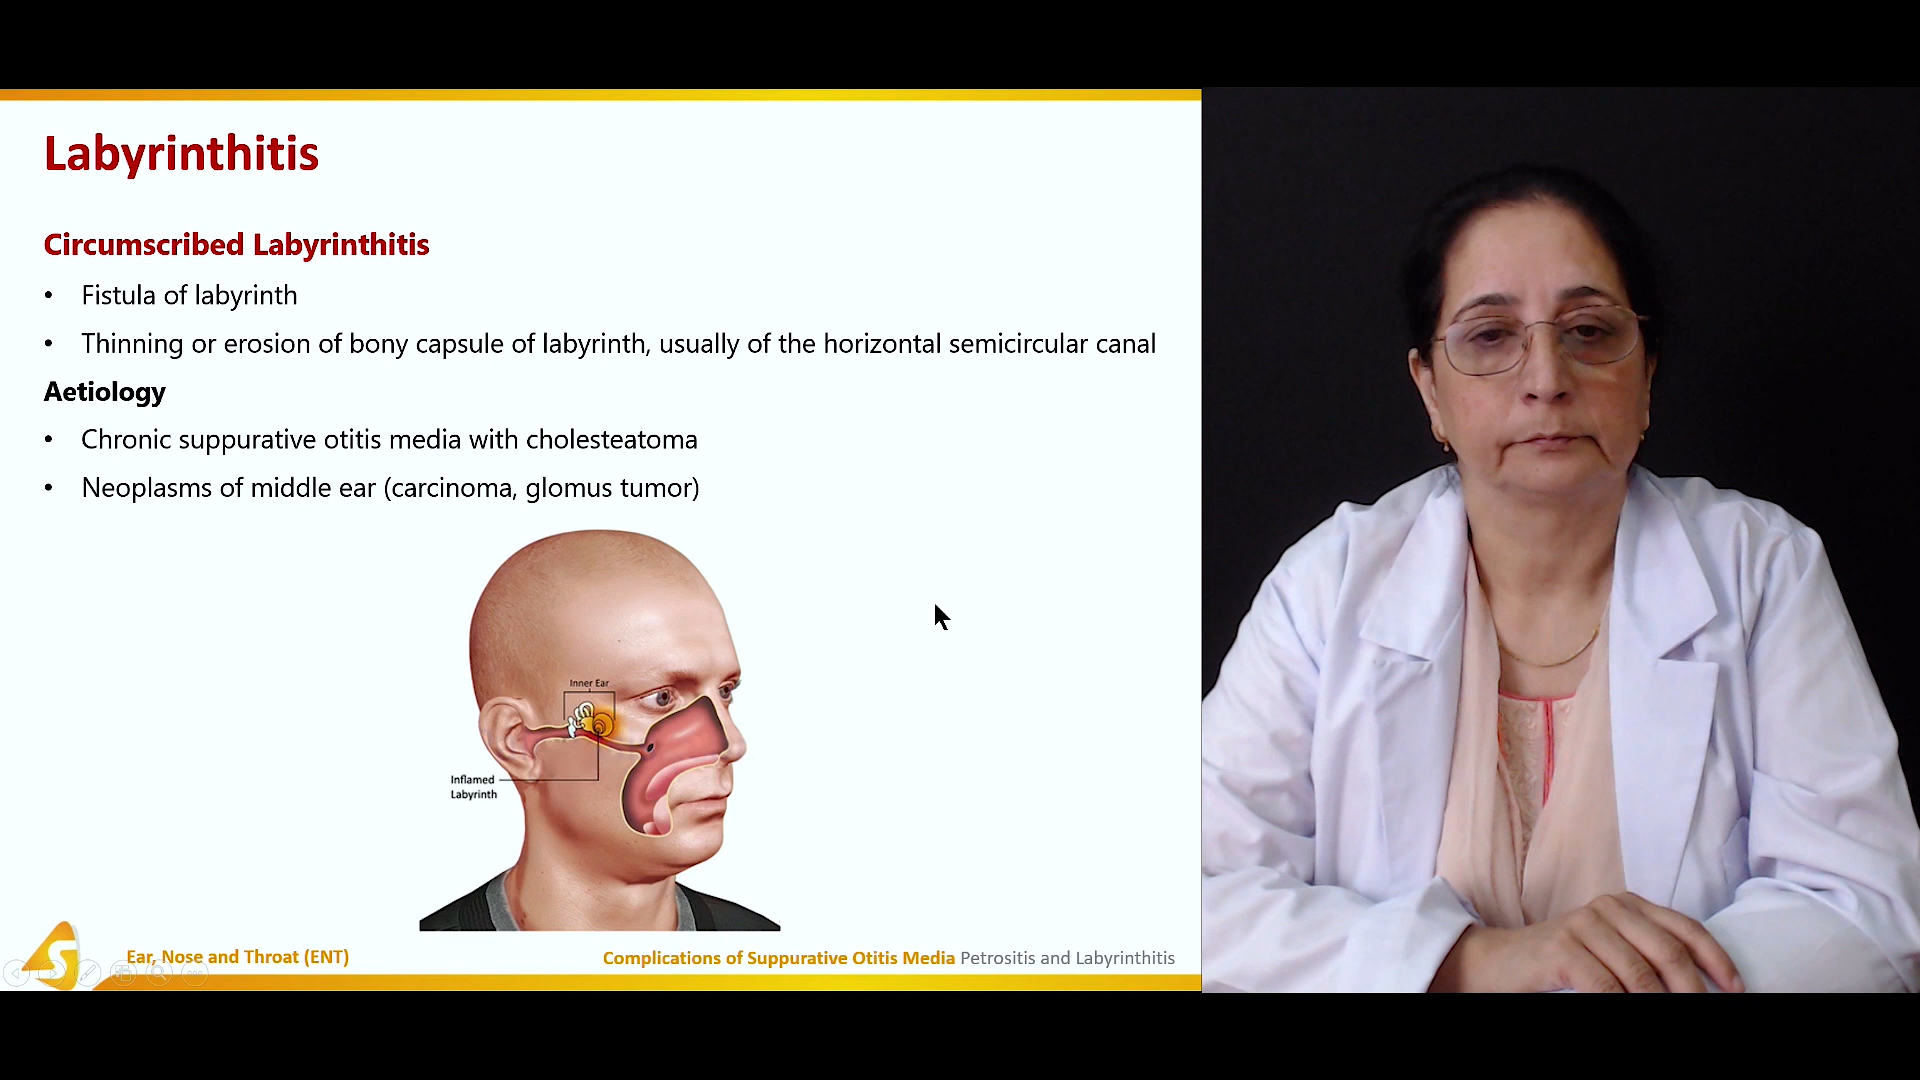 Labyrinthitis
Circumscribed Labyrinthitis
• Fistula of labyrinth
• Thinning or erosion of bony capsule of labyrinth, usually of the horizontal semicircular canal
Aetiology
• Chronic suppurative otitis media with cholesteatoma
• Neoplasms of middle ear (carcinoma, glomus tumor)
Inner Ear
Inflamed
Labyrinth
S
Ear, Nose and Throat (ENT)
Complications of Suppurative Otitis Media Petrositis and Labyrinthitis